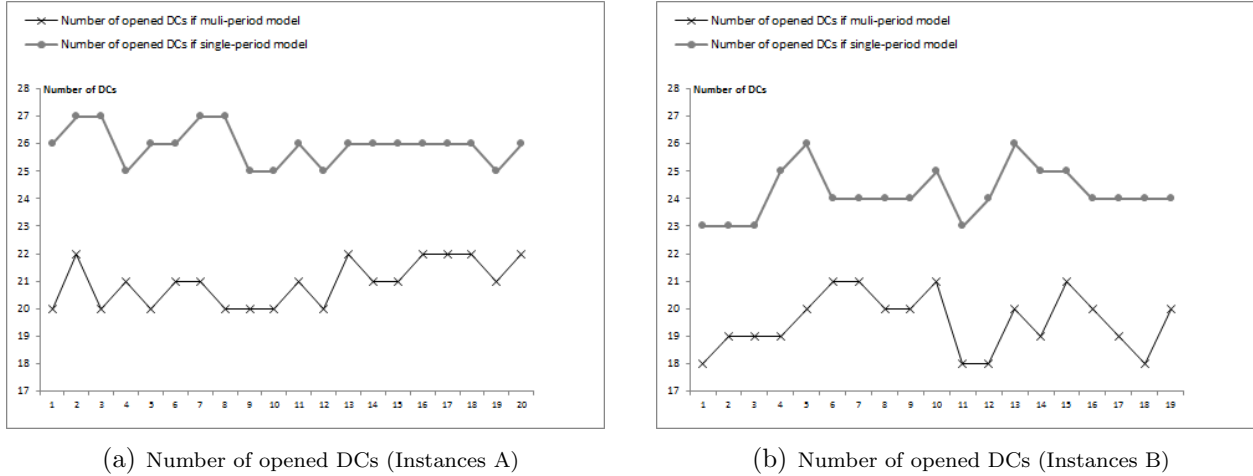 Number of opened DCs if muli-period model
Number of opened DCs if single-period model
Number of DCs
28
27
26
25
24
23
22
21
20
19
18
17
1 2 3 4 5 6 7 8 9 10 11 12 13 14 15 16 17 18 19 20
(a) Number of opened DCs (Instances A)
Number of opened DCs if muli-period model
Number of opened DCs if single-period model
Number of DCs
28
27
26
25
24
23
22
21
20
19
18
17
1 2 3 4 5 6 7 8 9 10 11 12 13 14 15 16 17 18 19
(b) Number of opened DCs (Instances B)